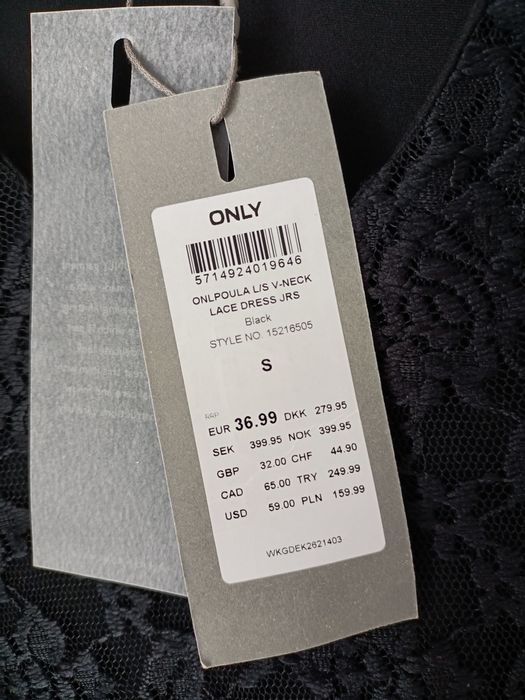 ONLY
5714924019646
ONLPOULA L/S V-NECK
LACE DRESS JRS
Black
STYLE NO. 15216505
S
RRP
EUR 36.99 DKK 279.95
SEK 399.95 NOK 399.95
GBP 32.00 CHF 44.90
CAD 65.00 TRY 249.99
USD 59.00 PLN 159.99
WKGDEK2621403